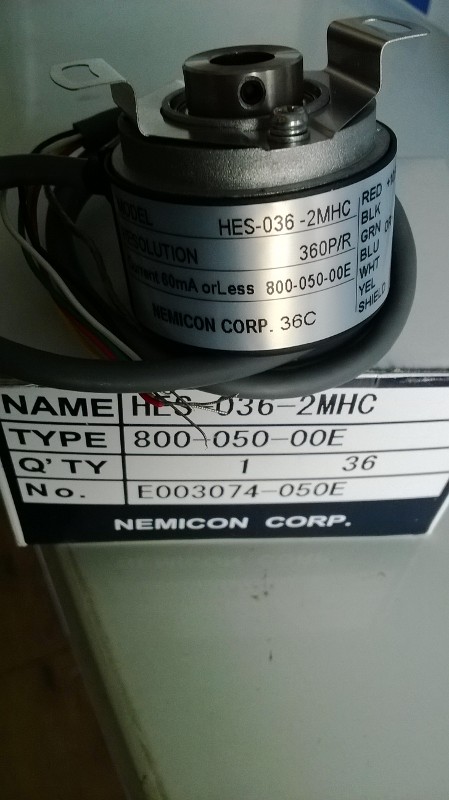 MODEL HES-036-2MHC
RESOLUTION 360P/R
Current 60mA orLess 800-050-00E
NEMICON CORP. 36C
RED
BLK
GRN
BLU
WHT
YEL
SHIELD
NAME HES-036-2MHC
TYPE 800-050-00E
Q'TY 1 36
No. E003074-050E
NEMICON CORP.